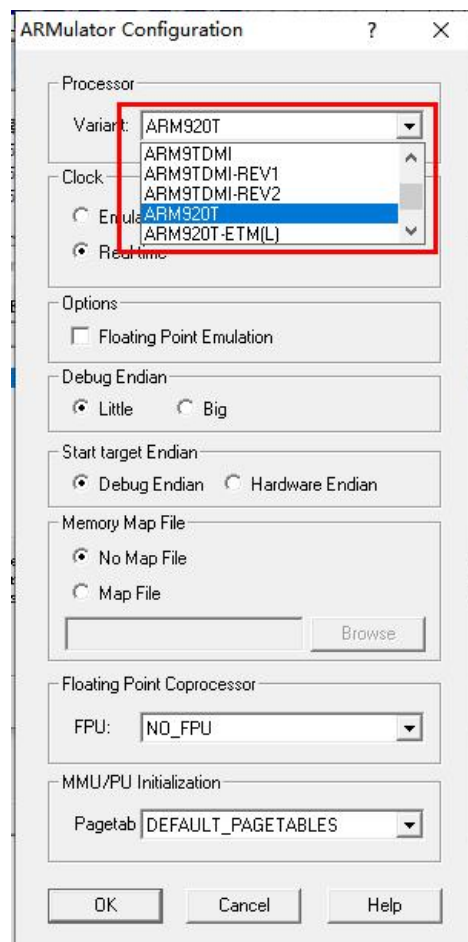 ARMulator Configuration ? ×
Processor
Variant: ARM920T
ARM9TDMI
ARM9TDMI-REV1
ARM9TDMI-REV2
ARM920T
ARM920T-ETM(L)
Clock
Real-time
Options
Floating Point Emulation
Debug Endian
Little Big
Start target Endian
Debug Endian Hardware Endian
Memory Map File
No Map File
Map File
Browse
Floating Point Coprocessor
FPU: NO_FPU
MMU/PU Initialization
Pagetab DEFAULT_PAGETABLES
OK Cancel Help